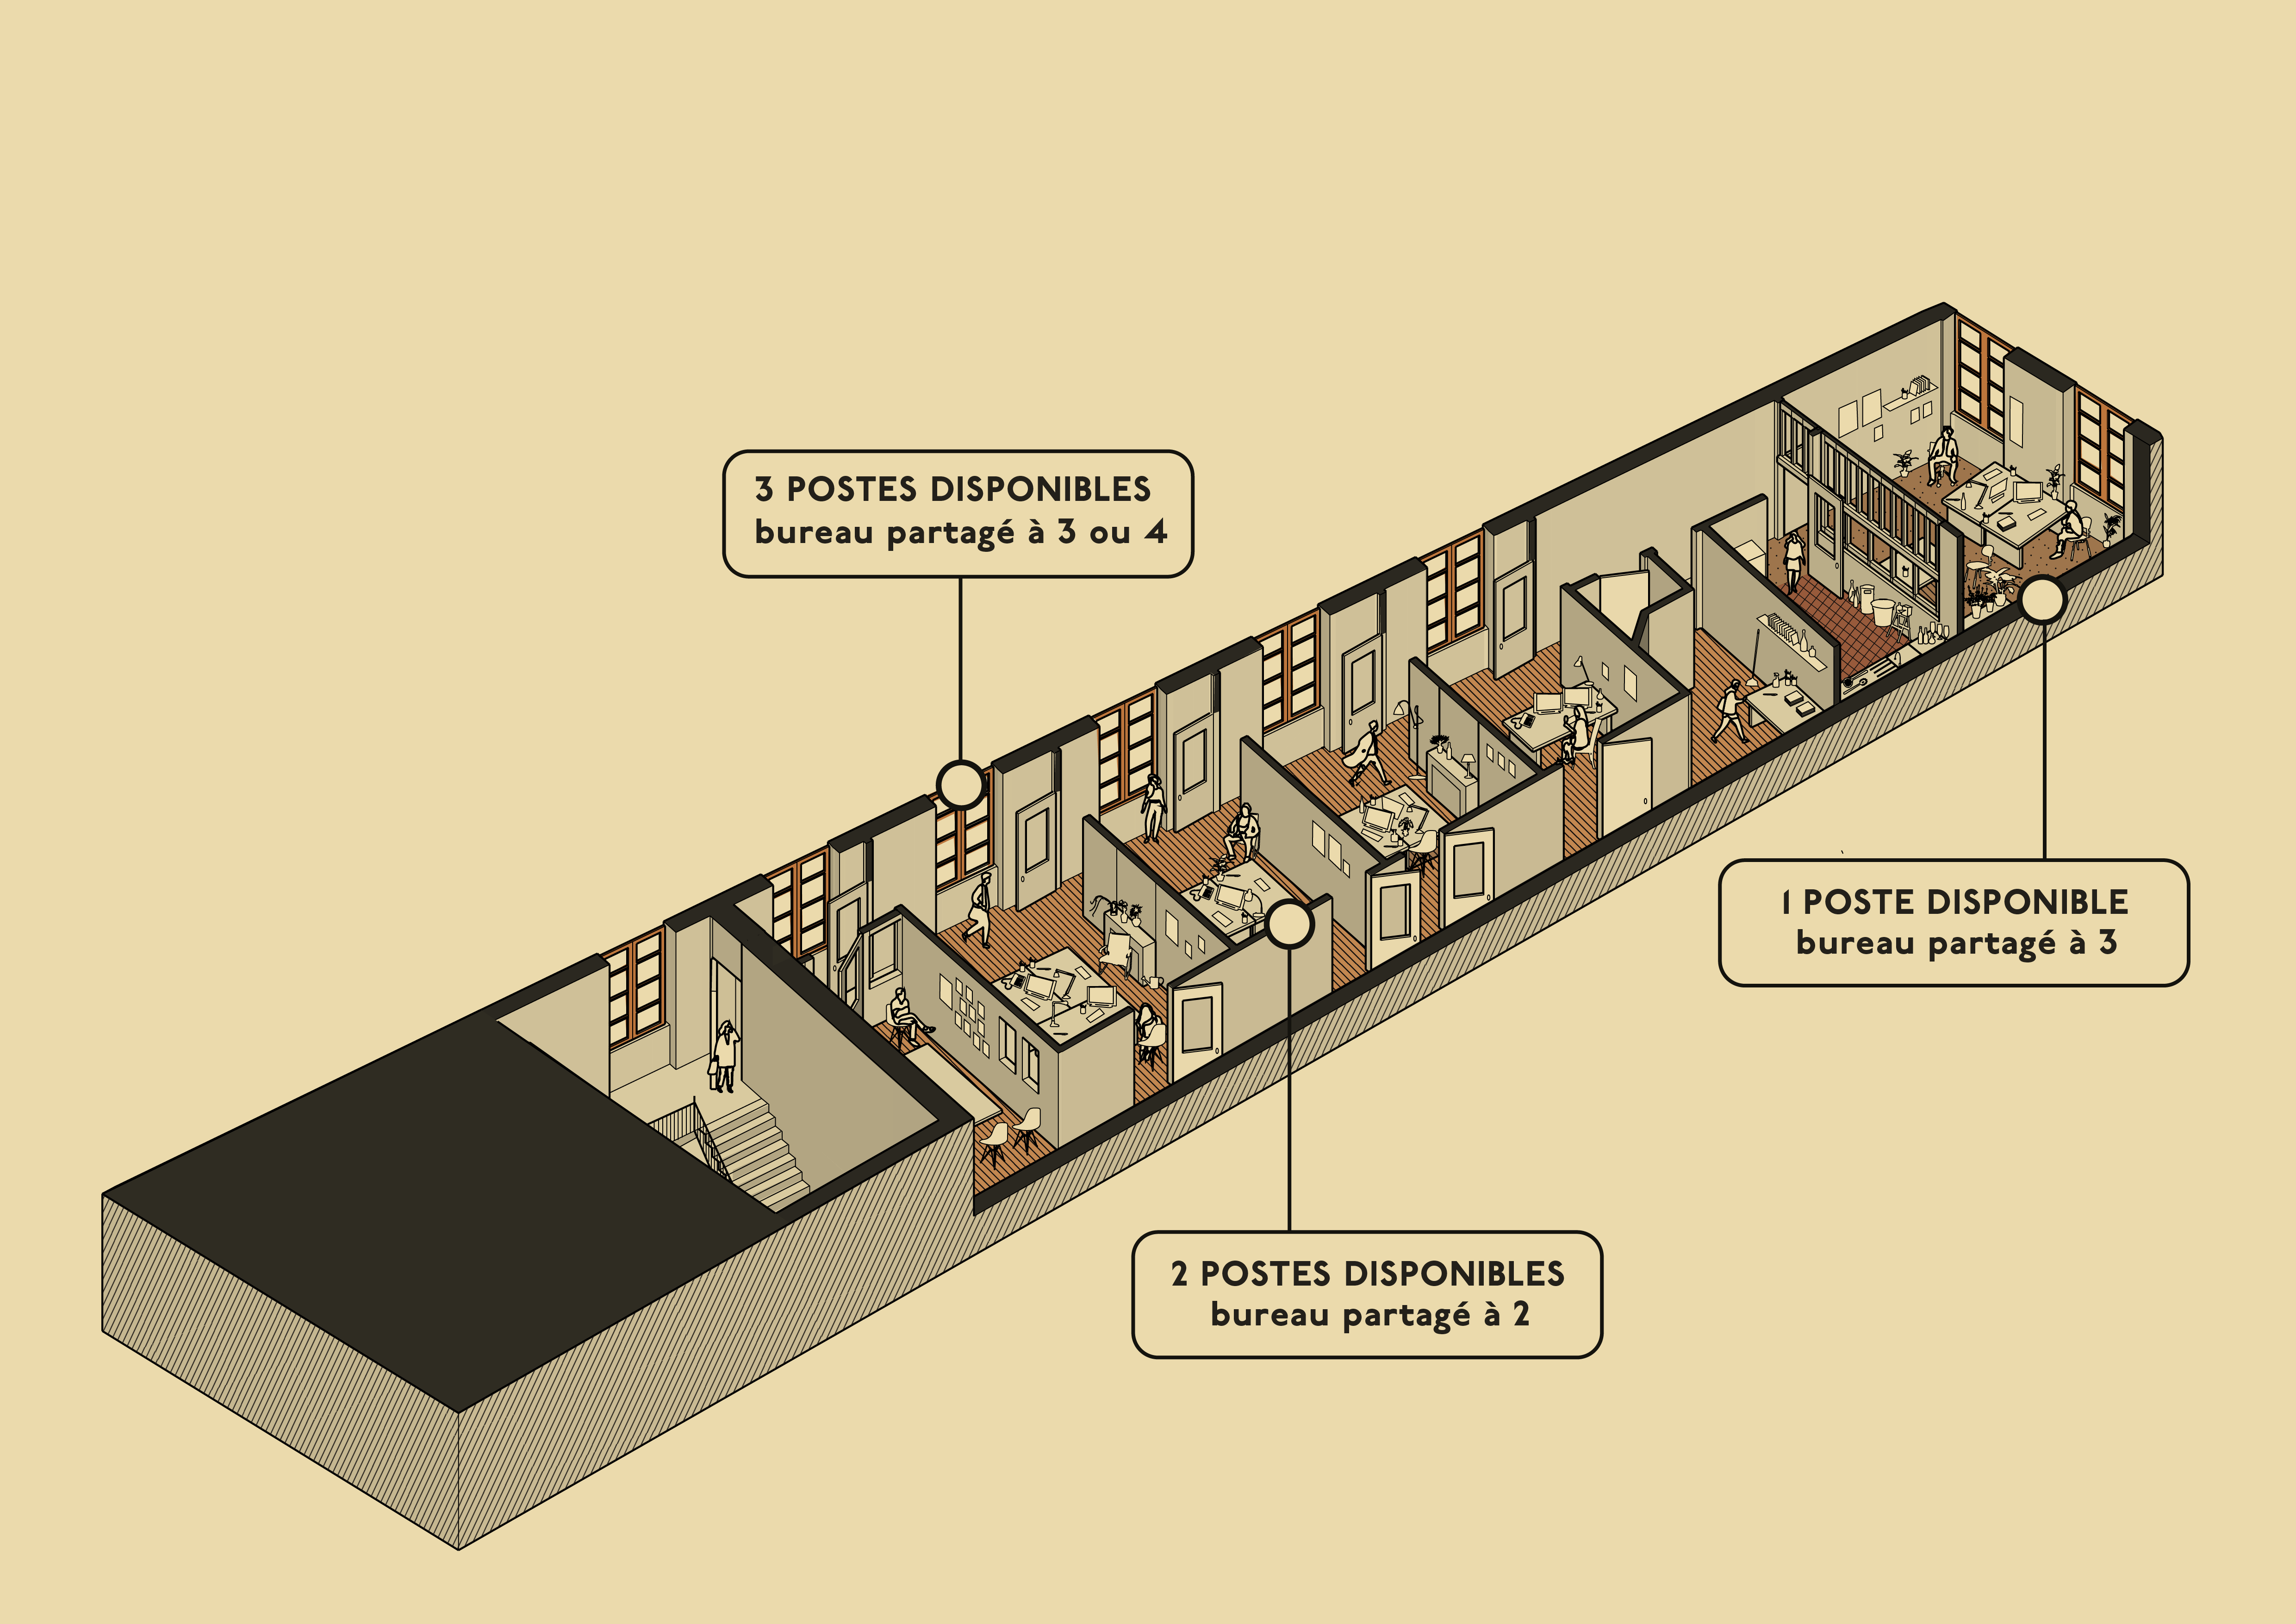 3 POSTES DISPONIBLES
bureau partagé à 3 ou 4
1 POSTE DISPONIBLE
bureau partagé à 3
2 POSTES DISPONIBLES
bureau partagé à 2